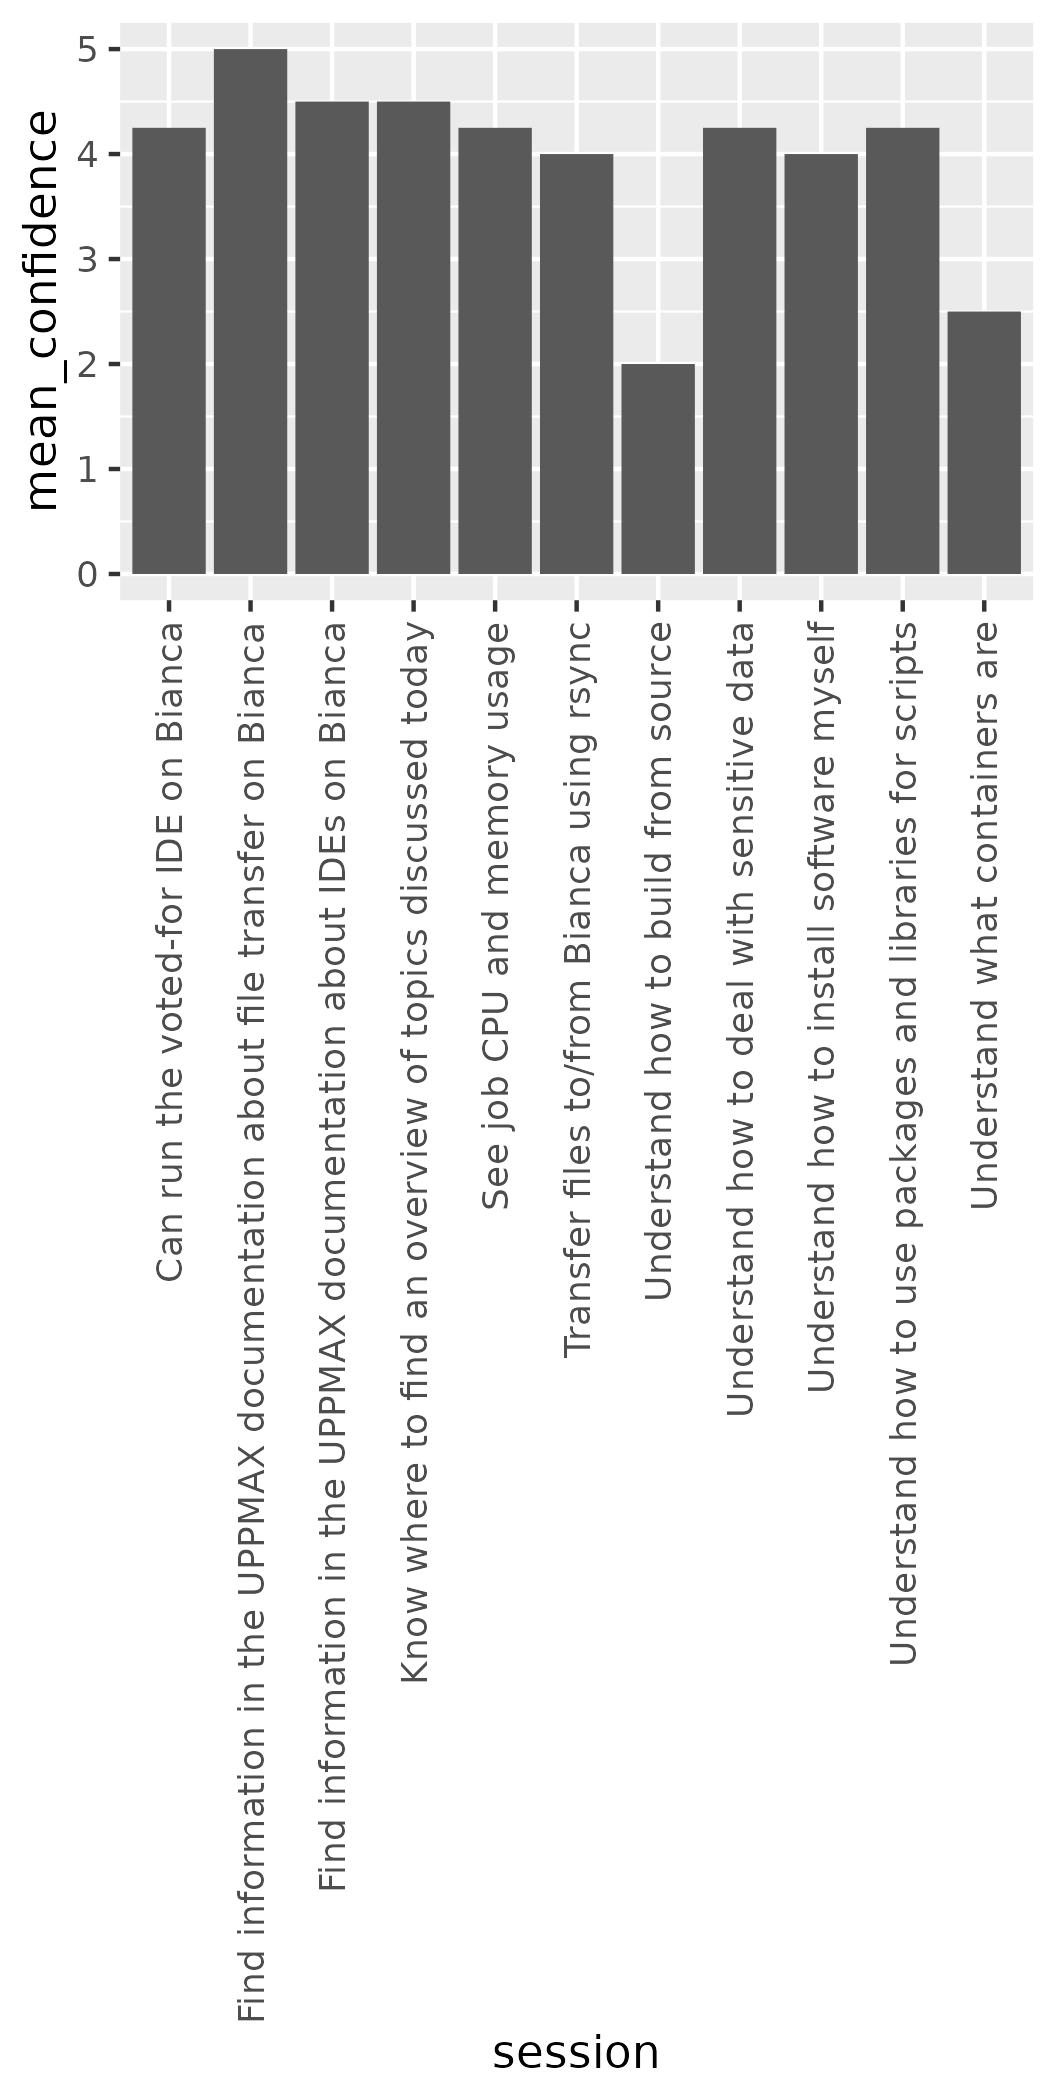 mean_confidence
5
4
3
2
1
0
Can run the voted-for IDE on Bianca
Find information in the UPPMAX documentation about file transfer on Bianca
Find information in the UPPMAX documentation about IDEs on Bianca
Know where to find an overview of topics discussed today
See job CPU and memory usage
Transfer files to/from Bianca using rsync
Understand how to build from source
Understand how to deal with sensitive data
Understand how to install software myself
Understand how to use packages and libraries for scripts
Understand what containers are
session